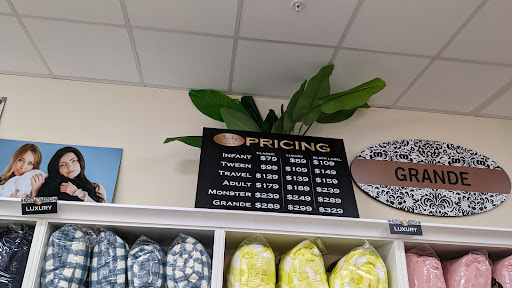 PRICING
CLASSIC LUXURY BLACK LABEL
INFANT $79 $89 $109
TWEEN $99 $109 $149
TRAVEL $129 $139 $159
ADULT $179 $189 $239
MONSTER $239 $249 $289
GRANDE $289 $299 $329
GRANDE
LUXURY
LUXURY